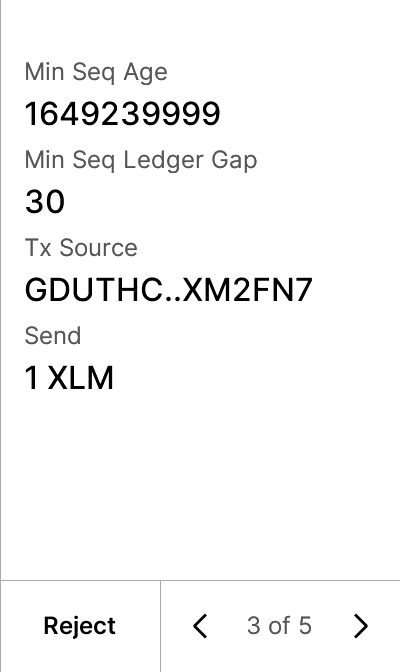 Min Seq Age
1649239999
Min Seq Ledger Gap
30
Tx Source
GDUTHC..XM2FN7
Send
1 XLM
Reject
3 of 5